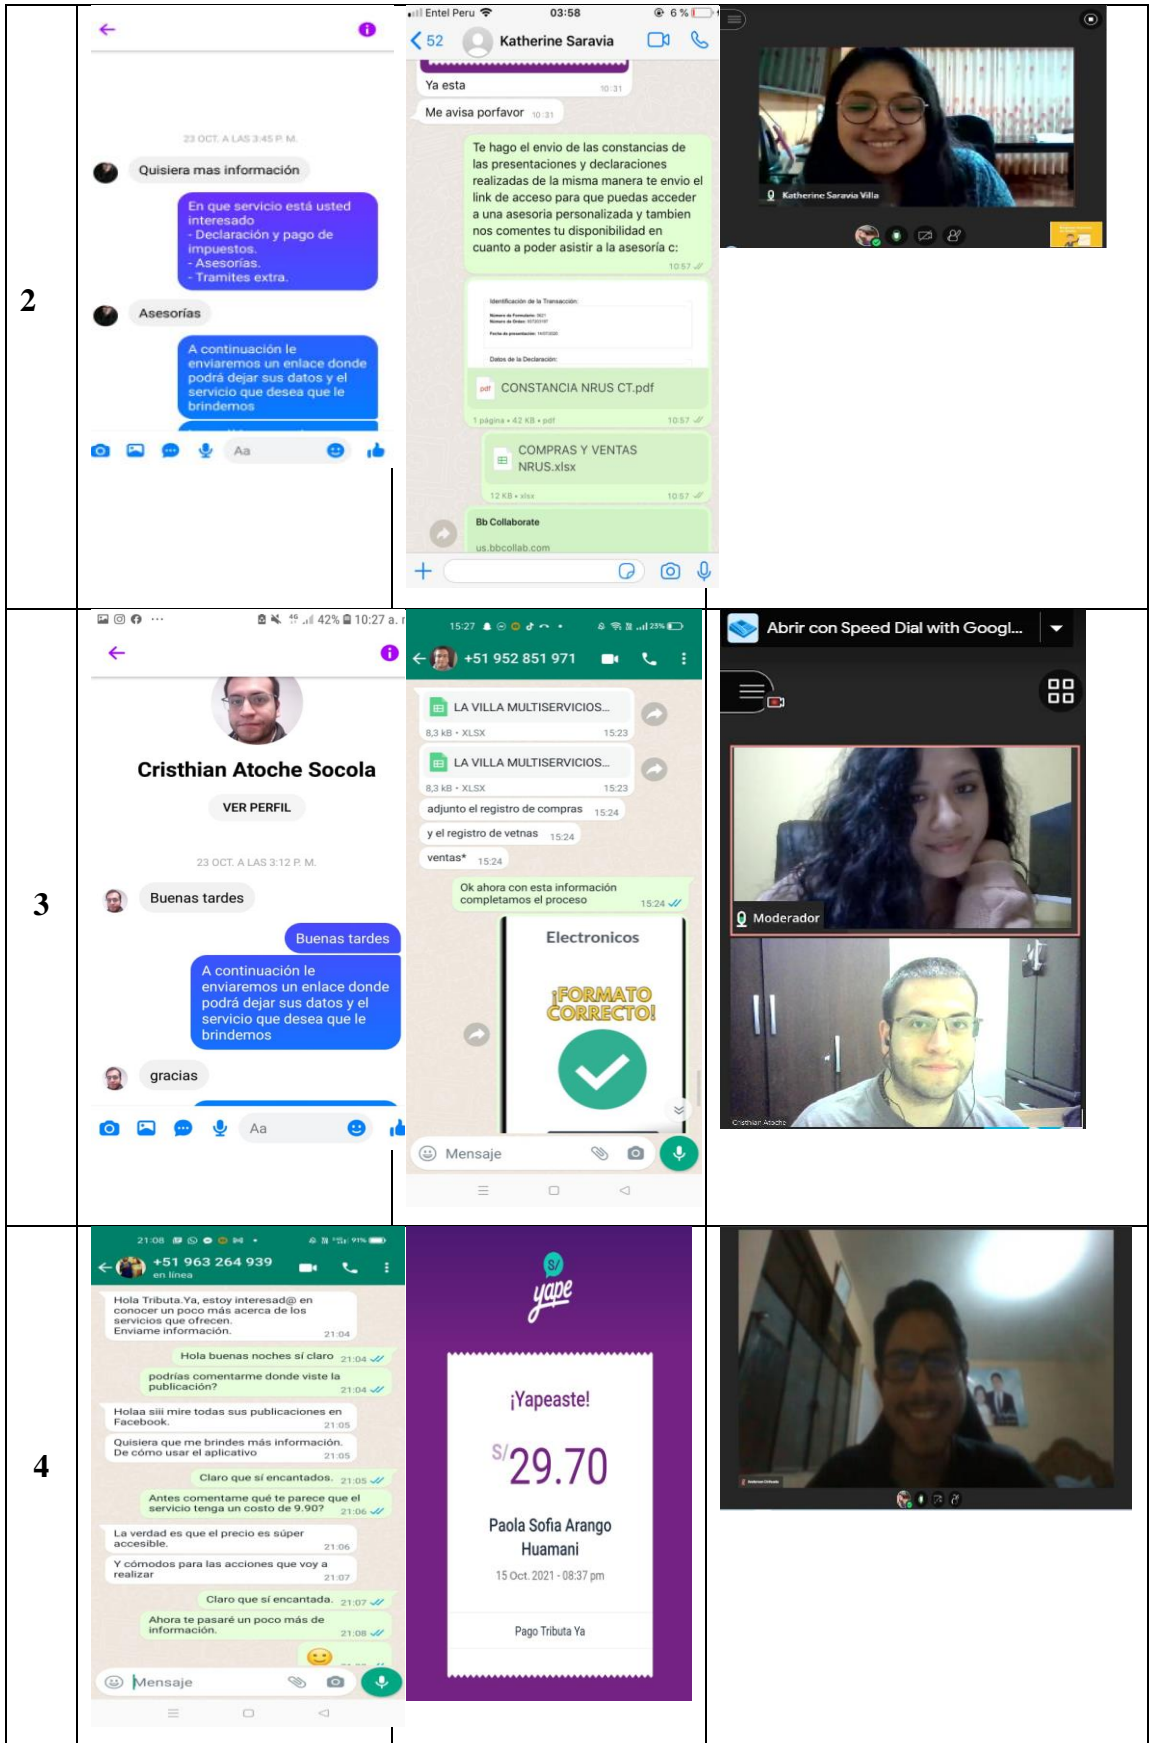 2
23 OCT. A LAS 3:45 P. M.
Quisiera mas información
En que servicio está usted
interesado
- Declaración y pago de
impuestos.
- Asesorías.
- Tramites extra.
Asesorías
A continuación le
enviaremos un enlace donde
podrá dejar sus datos y el
servicio que desea que le
brindemos
Aa
Entel Peru
03:58
6 %
52
Katherine Saravia
Ya esta
10:31
Me avisa porfavor
10:31
Te hago el envio de las constancias de
las presentaciones y declaraciones
realizadas de la misma manera te envio el
link de acceso para que puedas acceder
a una asesoria personalizada y tambien
nos comentes tu disponibilidad en
cuanto a poder asistir a la asesoría c:
10:57
Identificación de la Transacción:
Datos de la Declaración:
pdf
CONSTANCIA NRUS CT.pdf
1 página • 42 KB • pdf
10:57
COMPRAS Y VENTAS
NRUS.xlsx
12 KB • xlsx
10:57
Bb Collaborate
us.bbcollab.com
Katherine Saravia Villa
3
42%
10:27 a.
Cristhian Atoche Socola
VER PERFIL
23 OCT. A LAS 3:12 P. M.
Buenas tardes
Buenas tardes
A continuación le
enviaremos un enlace donde
podrá dejar sus datos y el
servicio que desea que le
brindemos
gracias
Aa
15:27
23%
+51 952 851 971
LA VILLA MULTISERVICIOS...
8,3 kB • XLSX
15:23
LA VILLA MULTISERVICIOS...
8,3 kB • XLSX
15:23
adjunto el registro de compras
15:24
y el registro de vetnas
15:24
ventas*
15:24
Ok ahora con esta información
completamos el proceso
15:24
Electronicos
¡FORMATO
CORRECTO!
Mensaje
Abrir con Speed Dial with Googl...
Moderador
Cristhian Atoche
4
21:08
91%
+51 963 264 939
en línea
Hola Tributa.Ya, estoy interesad@ en
conocer un poco más acerca de los
servicios que ofrecen.
Enviame información.
21:04
Hola buenas noches sí claro
21:04
podrías comentarme donde viste la
publicación?
21:04
Holaa siii mire todas sus publicaciones en
Facebook.
21:05
Quisiera que me brindes más información.
De cómo usar el aplicativo
21:05
Claro que sí encantados.
21:05
Antes comentame qué te parece que el
servicio tenga un costo de 9.90?
21:06
La verdad es que el precio es súper
accesible.
21:06
Y cómodos para las acciones que voy a
realizar
21:07
Claro que sí encantada.
21:07
Ahora te pasaré un poco más de
información.
21:08
Mensaje
S/
yape
¡Yapeaste!
S/ 29.70
Paola Sofia Arango
Huamani
15 Oct. 2021 - 08:37 pm
Pago Tributa Ya